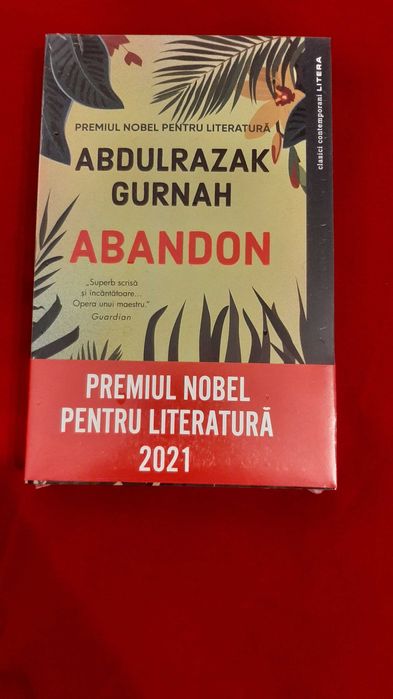 PREMIUL NOBEL PENTRU LITERATURĂ
ABDULRAZAK
GURNAH
ABANDON
„Superb scrisă
și încântătoare...
Opera unui maestru.”
Guardian
clasici contemporani LITERA
PREMIUL NOBEL
PENTRU LITERATURĂ
2021